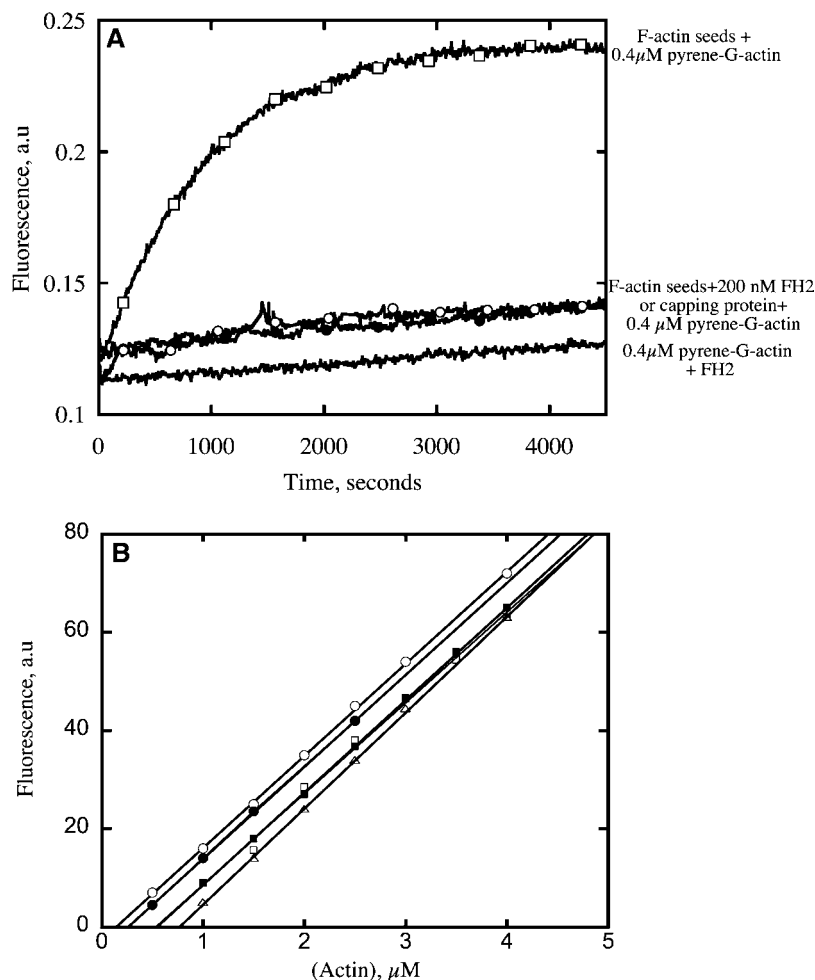 A
0.25
0.2
0.15
0.1
Fluorescence, a.u
0
1000
2000
3000
4000
Time, seconds
F-actin seeds +
0.4µM pyrene-G-actin
F-actin seeds+200 nM FH2
or capping protein+
0.4 µM pyrene-G-actin
0.4µM pyrene-G-actin
+ FH2
B
80
60
40
20
0
Fluorescence, a.u
0
1
2
3
4
5
(Actin), µM